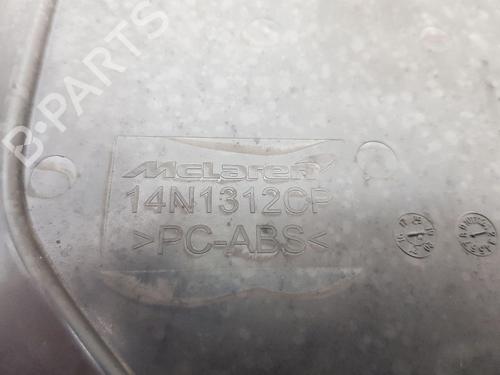 B-PARTS
McLaren
14N1312CP
>PC-ABS<